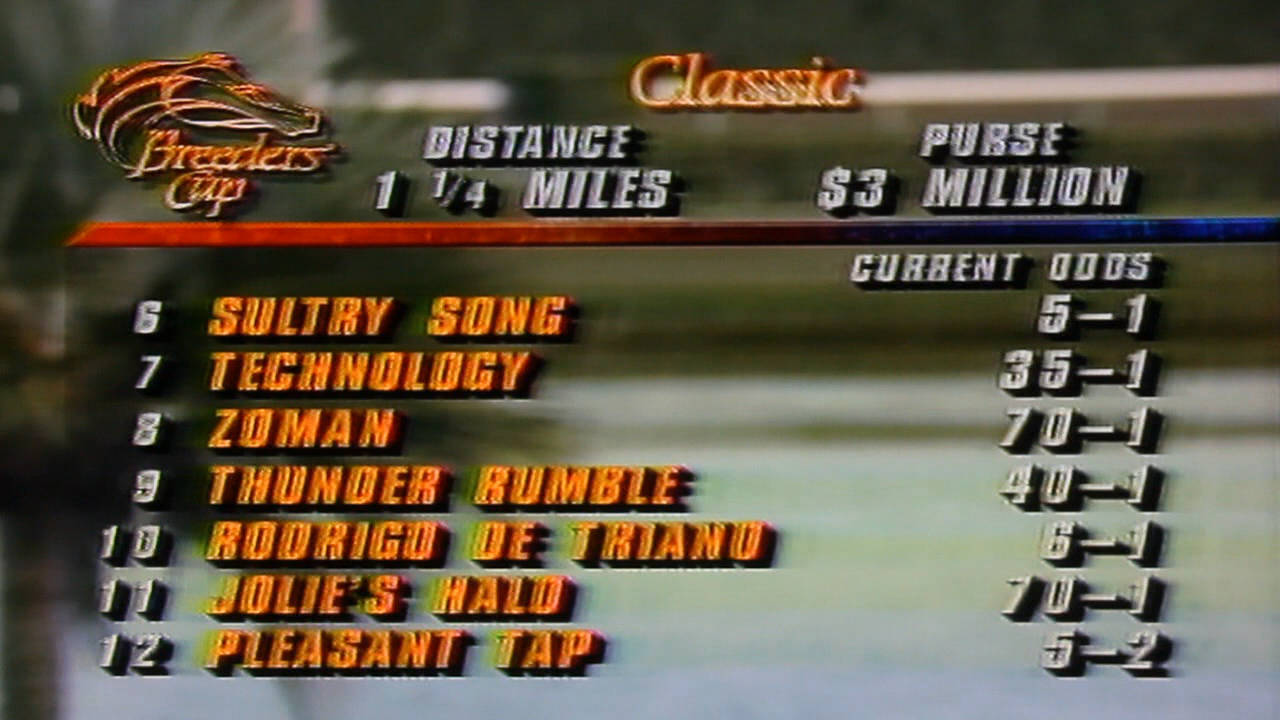 Classic
Breeders'
Cup
DISTANCE PURSE
1 1/4 MILES $3 MILLION
CURRENT ODDS
6 SULTRY SONG 5-1
7 TECHNOLOGY 35-1
8 ZOMAN 70-1
9 THUNDER RUMBLE 40-1
10 RODRIGO DE TRIANO 6-1
11 JOLIE'S HALO 70-1
12 PLEASANT TAP 5-2